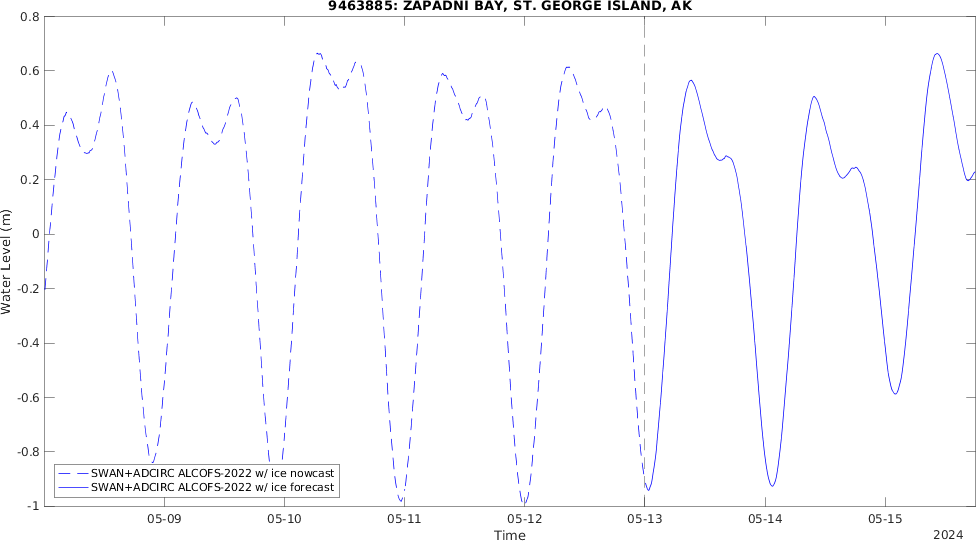 9463885: ZAPADNI BAY, ST. GEORGE ISLAND, AK
0.8
0.6
0.4
0.2
0
-0.2
-0.4
-0.6
-0.8
-1
Water Level (m)
SWAN+ADCIRC ALCOFS-2022 w/ ice nowcast
SWAN+ADCIRC ALCOFS-2022 w/ ice forecast
05-09 05-10 05-11 05-12 05-13 05-14 05-15
Time
2024